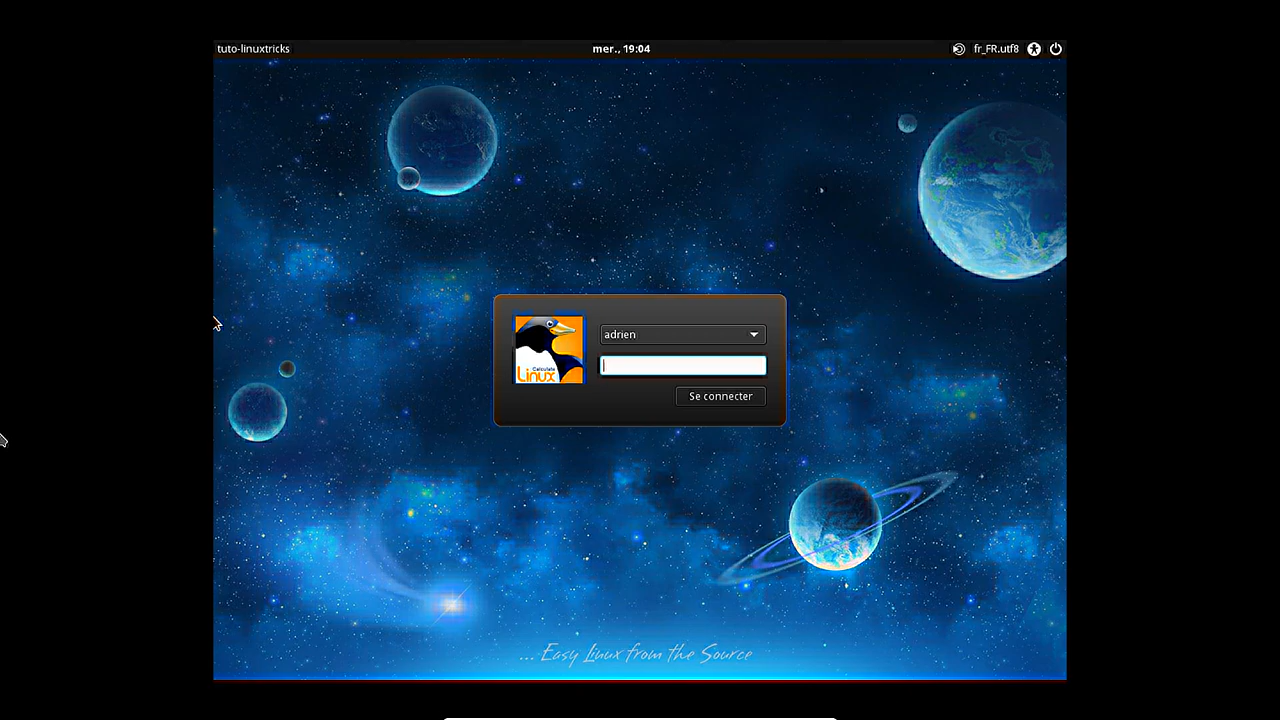 tuto-linuxtricks
mer., 19:04
fr_FR.utf8
adrien
Calculate
Linux
Se connecter
... Easy Linux from the Source